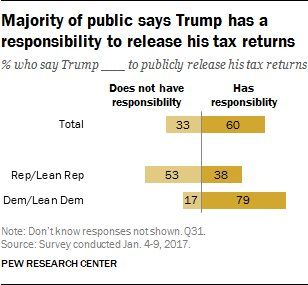 Majority of public says Trump has a
responsibility to release his tax returns
% who say Trump ___ to publicly release his tax returns
Does not have responsiblilty Has responsiblity
Total 33 60
Rep/Lean Rep 53 38
Dem/Lean Dem 17 79
Note: Don't know responses not shown. Q31.
Source: Survey conducted Jan. 4-9, 2017.
PEW RESEARCH CENTER